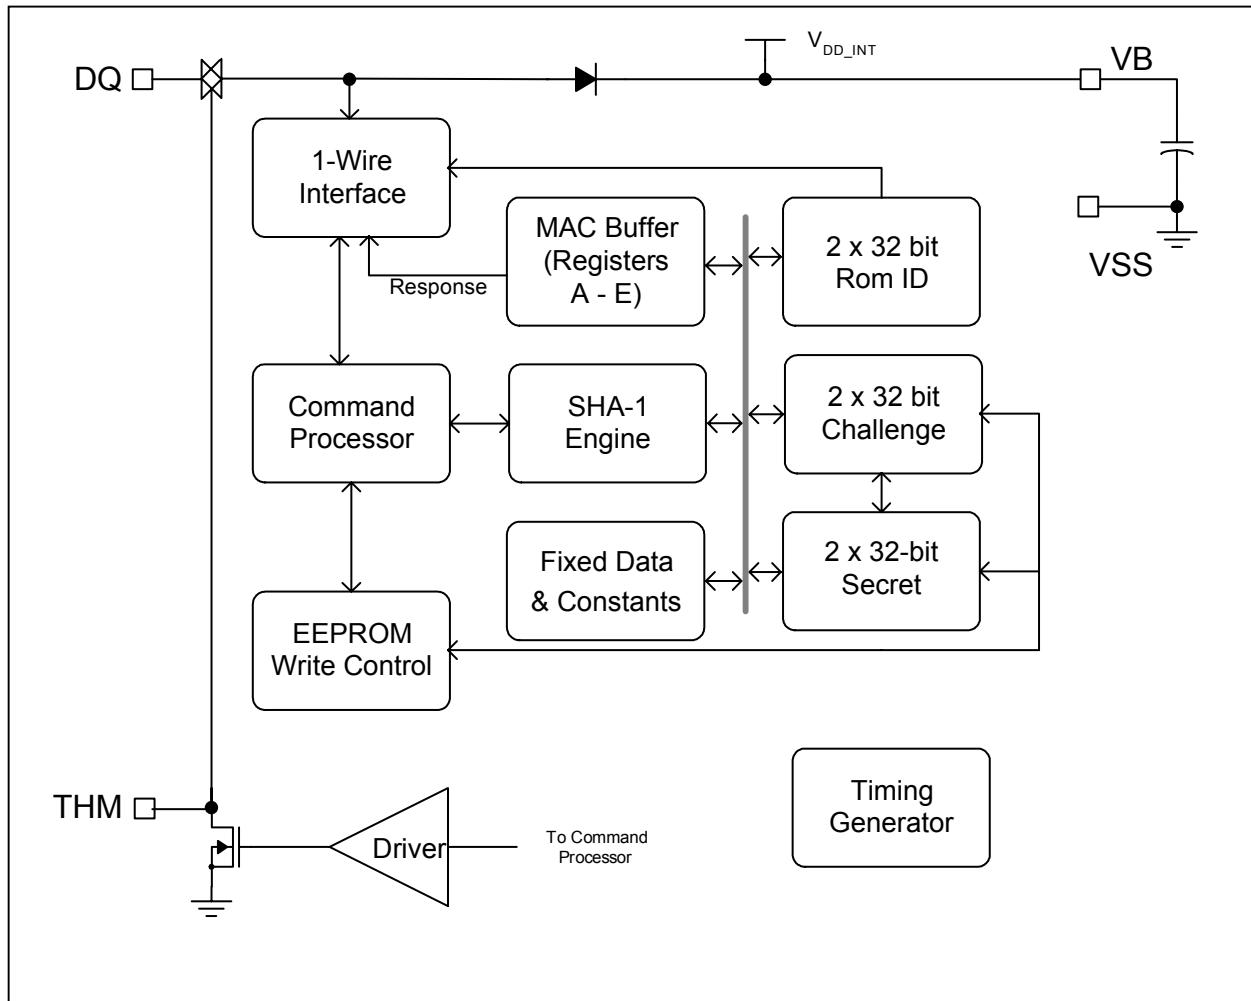 V DD_INT
DQ
VB
1-Wire
Interface
MAC Buffer
(Registers
A - E)
2 x 32 bit
Rom ID
VSS
Response
Command
Processor
SHA-1
Engine
2 x 32 bit
Challenge
Fixed Data
& Constants
2 x 32-bit
Secret
EEPROM
Write Control
THM
Driver
To Command
Processor
Timing
Generator